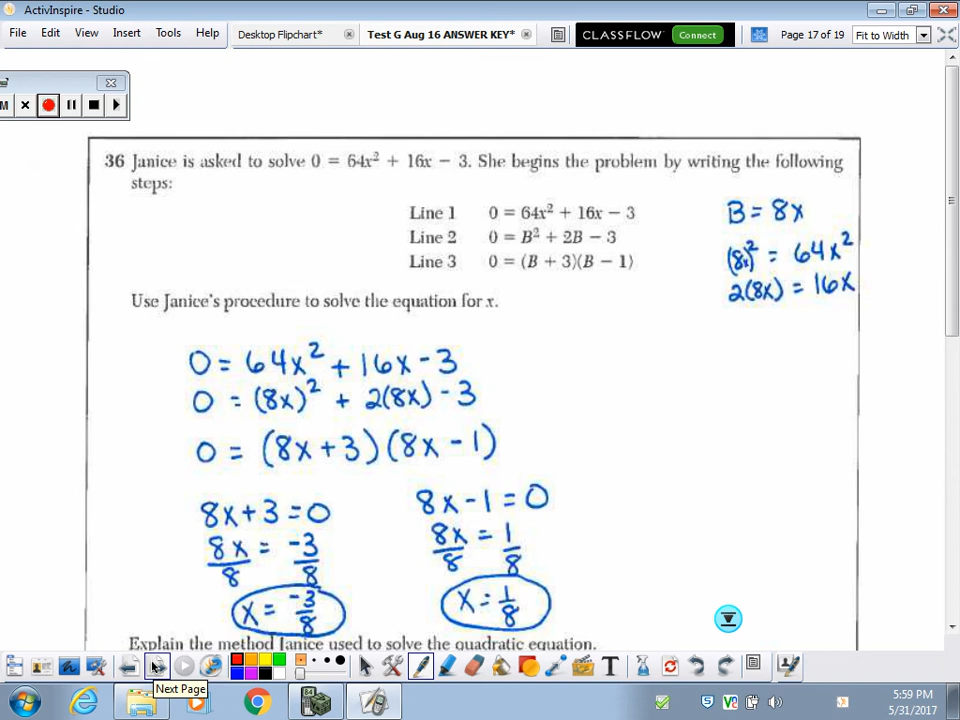 ActivInspire - Studio
File Edit View Insert Tools Help Desktop Flipchart* Test G Aug 16 ANSWER KEY* CLASSFLOW Connect Page 17 of 19 Fit to Width
M
36 Janice is asked to solve 0 = 64x² + 16x − 3. She begins the problem by writing the following
steps:
Line 1 0 = 64x² + 16x − 3
Line 2 0 = B² + 2B − 3
Line 3 0 = (B + 3)(B − 1)
B = 8x
(8x)² = 64x²
2(8x) = 16x
Use Janice's procedure to solve the equation for x.
0 = 64x² + 16x - 3
0 = (8x)² + 2(8x) - 3
0 = (8x + 3)(8x - 1)
8x + 3 = 0
8x/8 = -3/8
x = -3/8
8x - 1 = 0
8x/8 = 1/8
x = 1/8
Explain the method Janice used to solve the quadratic equation.
T
Next Page
5:59 PM
5/31/2017